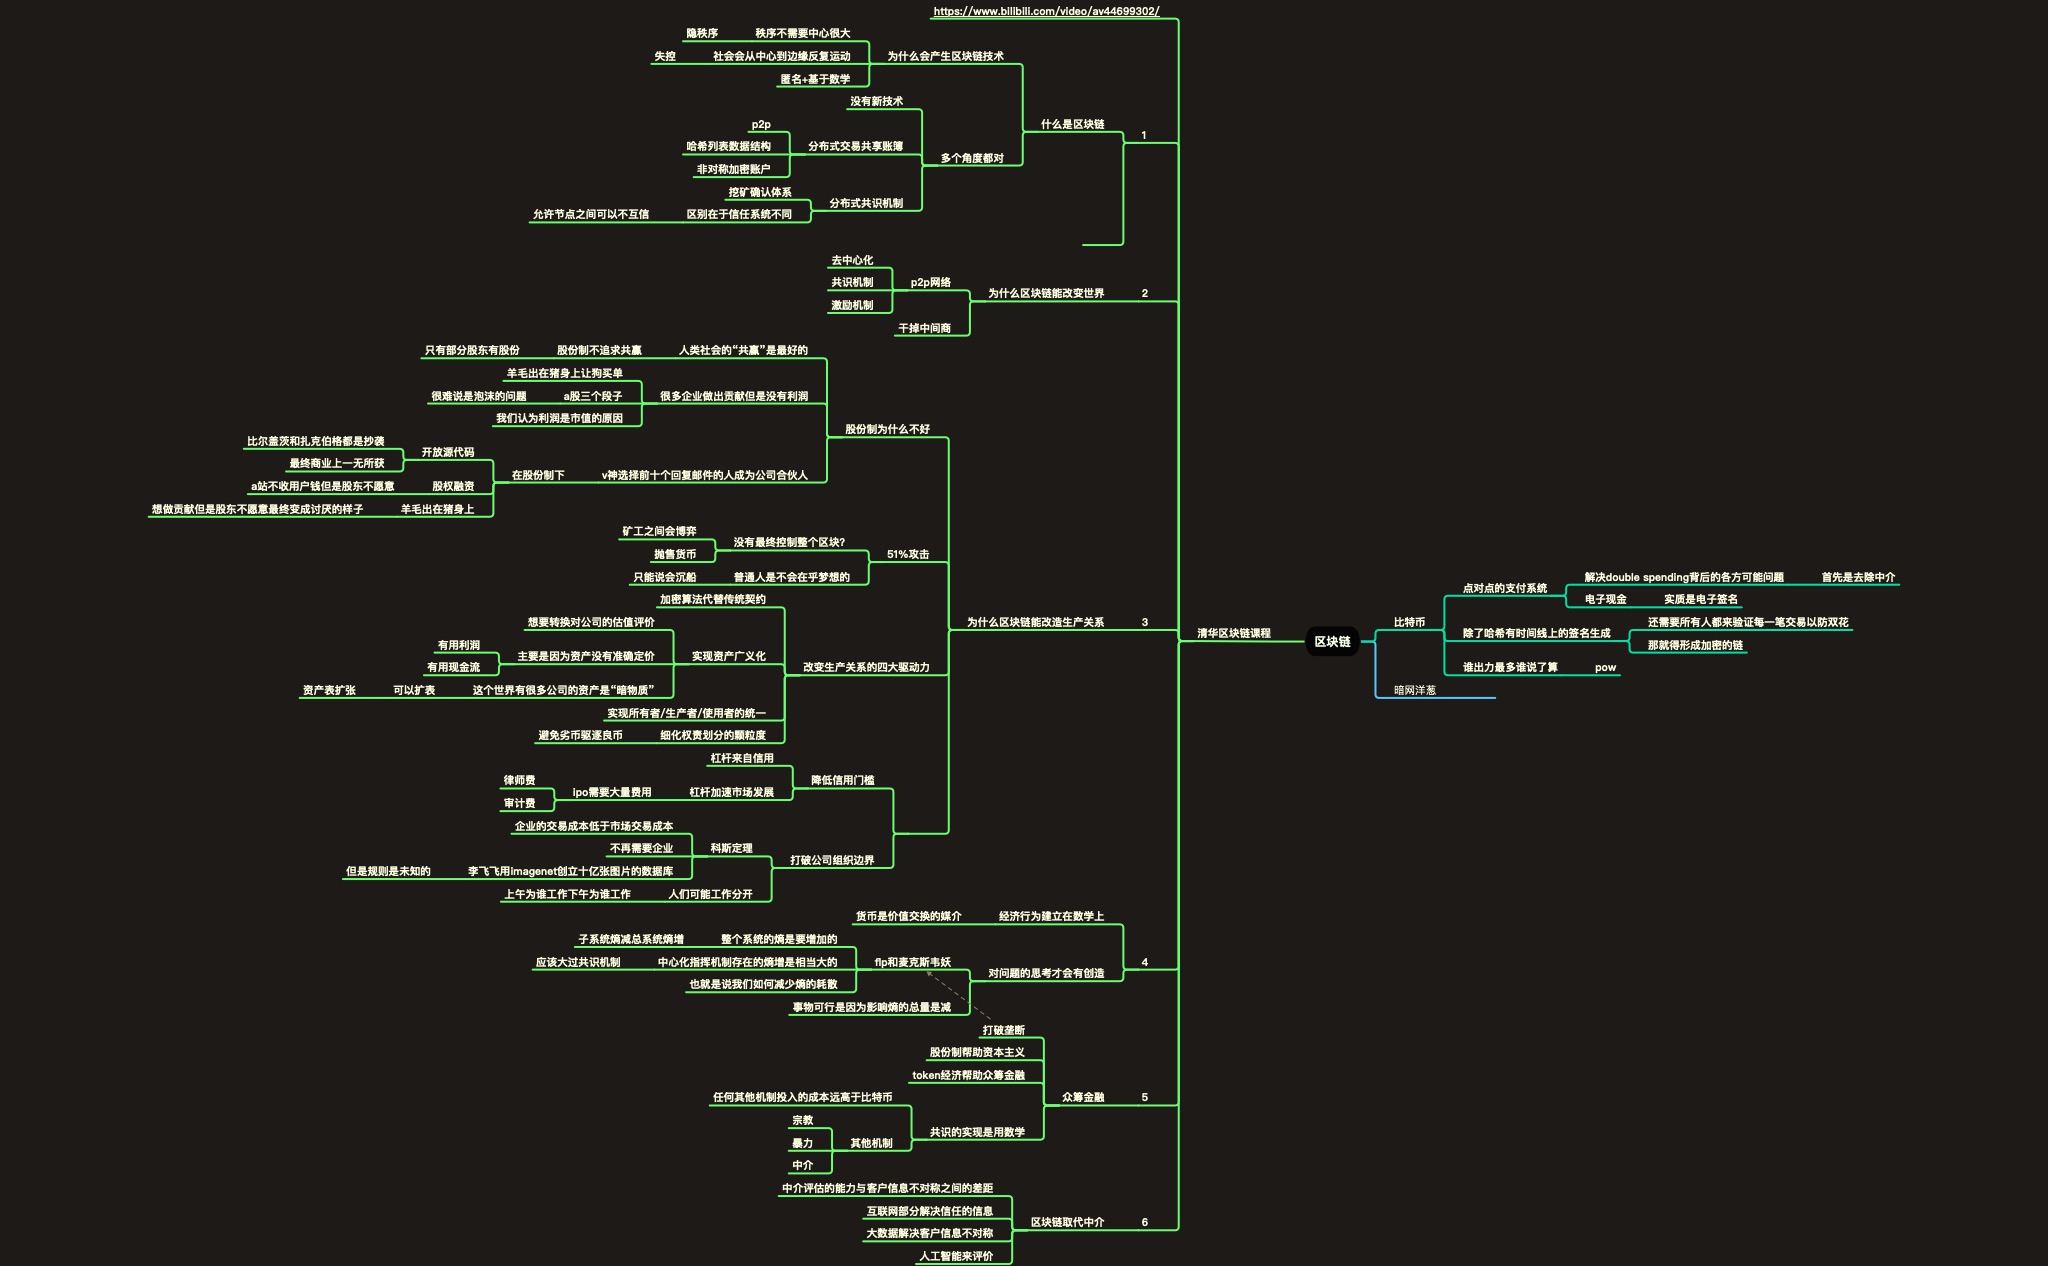 https://www.bilibili.com/video/av44699302/
隐秩序
秩序不需要中心很大
失控
社会会从中心到边缘反复运动
为什么会产生区块链技术
匿名+基于数学
没有新技术
p2p
什么是区块链
1
哈希列表数据结构
分布式交易共享账簿
多个角度都对
非对称加密账户
挖矿确认体系
分布式共识机制
允许节点之间可以不互信
区别在于信任系统不同
去中心化
共识机制
p2p网络
为什么区块链能改变世界
2
激励机制
干掉中间商
只有部分股东有股份
股份制不追求共赢
人类社会的“共赢”是最好的
羊毛出在猪身上让狗买单
很难说是泡沫的问题
a股三个段子
很多企业做出贡献但是没有利润
我们认为利润是市值的原因
股份制为什么不好
比尔盖茨和扎克伯格都是抄袭
开放源代码
最终商业上一无所获
在股份制下
v神选择前十个回复邮件的人成为公司合伙人
a站不收用户钱但是股东不愿意
股权融资
想做贡献但是股东不愿意最终变成讨厌的样子
羊毛出在猪身上
矿工之间会博弈
没有最终控制整个区块?
抛售货币
51%攻击
只能说会沉船
普通人是不会在乎梦想的
加密算法代替传统契约
想要转换对公司的估值评价
为什么区块链能改造生产关系
3
有用利润
主要是因为资产没有准确定价
实现资产广义化
有用现金流
改变生产关系的四大驱动力
资产表扩张
可以扩表
这个世界有很多公司的资产是“暗物质”
实现所有者/生产者/使用者的统一
避免劣币驱逐良币
细化权责划分的颗粒度
杠杆来自信用
降低信用门槛
律师费
ipo需要大量费用
杠杆加速市场发展
审计费
企业的交易成本低于市场交易成本
不再需要企业
科斯定理
打破公司组织边界
但是规则是未知的
李飞飞用imagenet创立十亿张图片的数据库
上午为谁工作下午为谁工作
人们可能工作分开
货币是价值交换的媒介
经济行为建立在数学上
子系统熵减总系统熵增
整个系统的熵是要增加的
应该大过共识机制
中心化指挥机制存在的熵增是相当大的
flp和麦克斯韦妖
对问题的思考才会有创造
4
也就是说我们如何减少熵的耗散
事物可行是因为影响熵的总量是减
打破垄断
股份制帮助资本主义
token经济帮助众筹金融
众筹金融
5
任何其他机制投入的成本远高于比特币
宗教
共识的实现是用数学
暴力
其他机制
中介
中介评估的能力与客户信息不对称之间的差距
互联网部分解决信任的信息
区块链取代中介
6
大数据解决客户信息不对称
人工智能来评价
清华区块链课程
区块链
比特币
点对点的支付系统
解决double spending背后的各方可能问题
首先是去除中介
电子现金
实质是电子签名
除了哈希有时间线上的签名生成
还需要所有人都来验证每一笔交易以防双花
那就得形成加密的链
谁出力最多谁说了算
pow
暗网洋葱